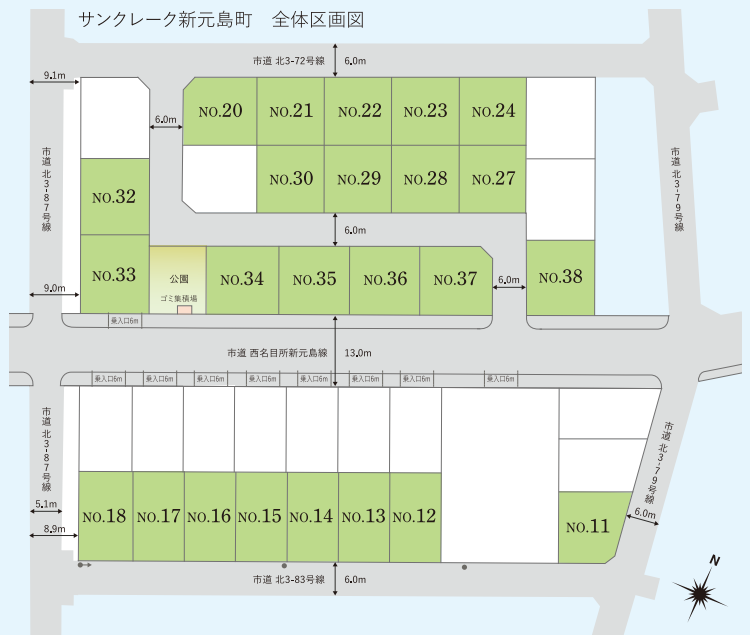 サンクレーク新元島町 全体区画図
市道 北3-72号線 6.0m
9.1m
6.0m
NO.20
NO.21
NO.22
NO.23
NO.24
市道 北3-87号線
市道 北3-79号線
NO.32
NO.30
NO.29
NO.28
NO.27
6.0m
NO.33
公園
ゴミ集積場
NO.34
NO.35
NO.36
NO.37
6.0m
NO.38
9.0m
乗入口6m
市道 西名目所新元島線 13.0m
乗入口6m
乗入口6m
乗入口6m
乗入口6m
乗入口6m
乗入口6m
乗入口6m
乗入口6m
市道 北3-87号線
市道 北3-79号線
5.1m
8.9m
NO.18
NO.17
NO.16
NO.15
NO.14
NO.13
NO.12
NO.11
6.0m
市道 北3-83号線 6.0m
N